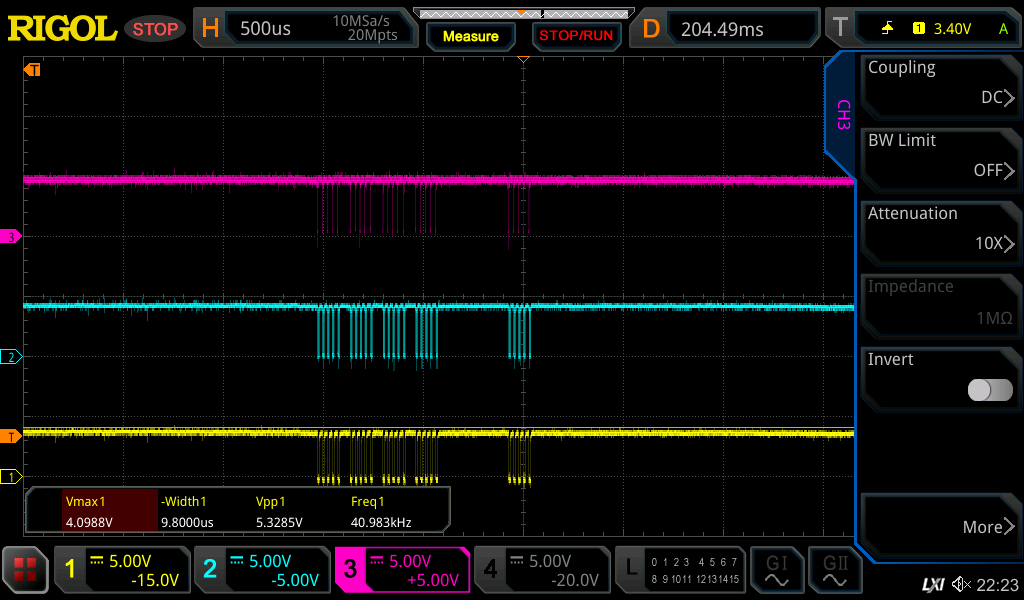 RIGOL STOP H 500us 10MSa/s 20Mpts Measure STOP/RUN D 204.49ms T 1 3.40V A
T
CH3
Coupling
DC
BW Limit
OFF
Attenuation
10X
Impedance
1MΩ
Invert
More
3
2
T
1
Vmax1 -Width1 Vpp1 Freq1
4.0988V 9.8000us 5.3285V 40.983kHz
1 5.00V -15.0V
2 5.00V -5.00V
3 5.00V +5.00V
4 5.00V -20.0V
L 0 1 2 3 4 5 6 7
8 9 10 11 12 13 14 15
GI GII
LXI 22:23